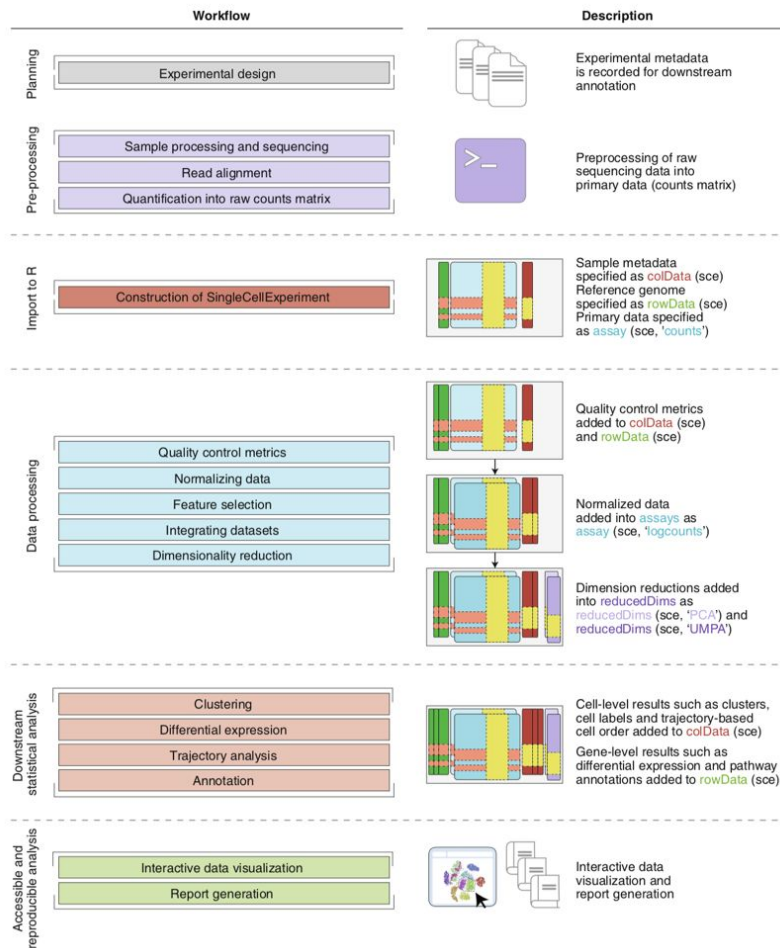 Workflow
Description
Planning
Experimental design
Experimental metadata
is recorded for downstream
annotation
Pre-processing
Sample processing and sequencing
Read alignment
Quantification into raw counts matrix
>_
Preprocessing of raw
sequencing data into
primary data (counts matrix)
Import to R
Construction of SingleCellExperiment
Sample metadata
specified as colData (sce)
Reference genome
specified as rowData (sce)
Primary data specified
as assay (sce, ‘counts’)
Data processing
Quality control metrics
Normalizing data
Feature selection
Integrating datasets
Dimensionality reduction
Quality control metrics
added to colData (sce)
and rowData (sce)
Normalized data
added into assays as
assay (sce, ‘logcounts’)
Dimension reductions added
into reducedDims as
reducedDims (sce, ‘PCA’) and
reducedDims (sce, ‘UMPA’)
Downstream
statistical analysis
Clustering
Differential expression
Trajectory analysis
Annotation
Cell-level results such as clusters,
cell labels and trajectory-based
cell order added to colData (sce)
Gene-level results such as
differential expression and pathway
annotations added to rowData (sce)
Accessible and
reproducible analysis
Interactive data visualization
Report generation
Interactive data
visualization and
report generation